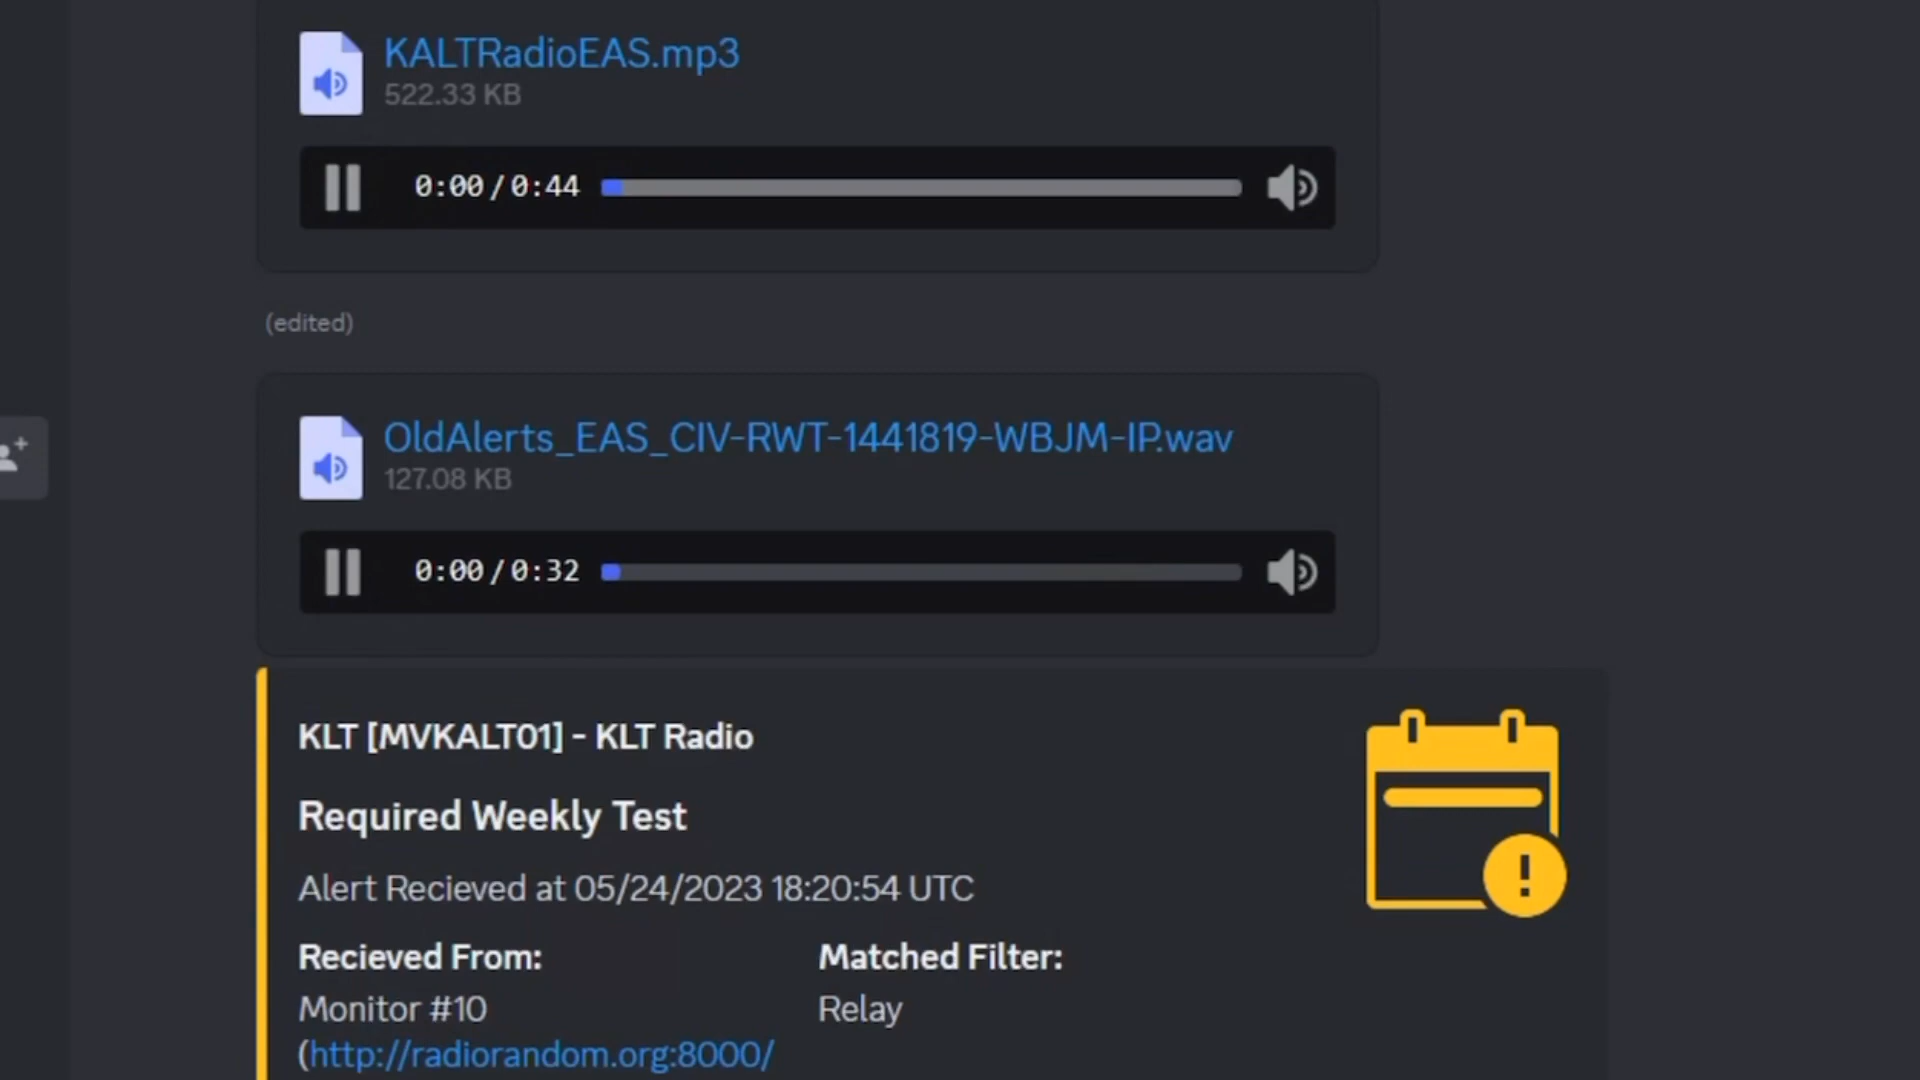 KALTRadioEAS.mp3
522.33 KB
0:00/0:44
(edited)
OldAlerts_EAS_CIV-RWT-1441819-WBJM-IP.wav
127.08 KB
0:00/0:32
KLT [MVKALT01] - KLT Radio
Required Weekly Test
Alert Recieved at 05/24/2023 18:20:54 UTC
Recieved From:
Matched Filter:
Monitor #10
Relay
(http://radiorandom.org:8000/